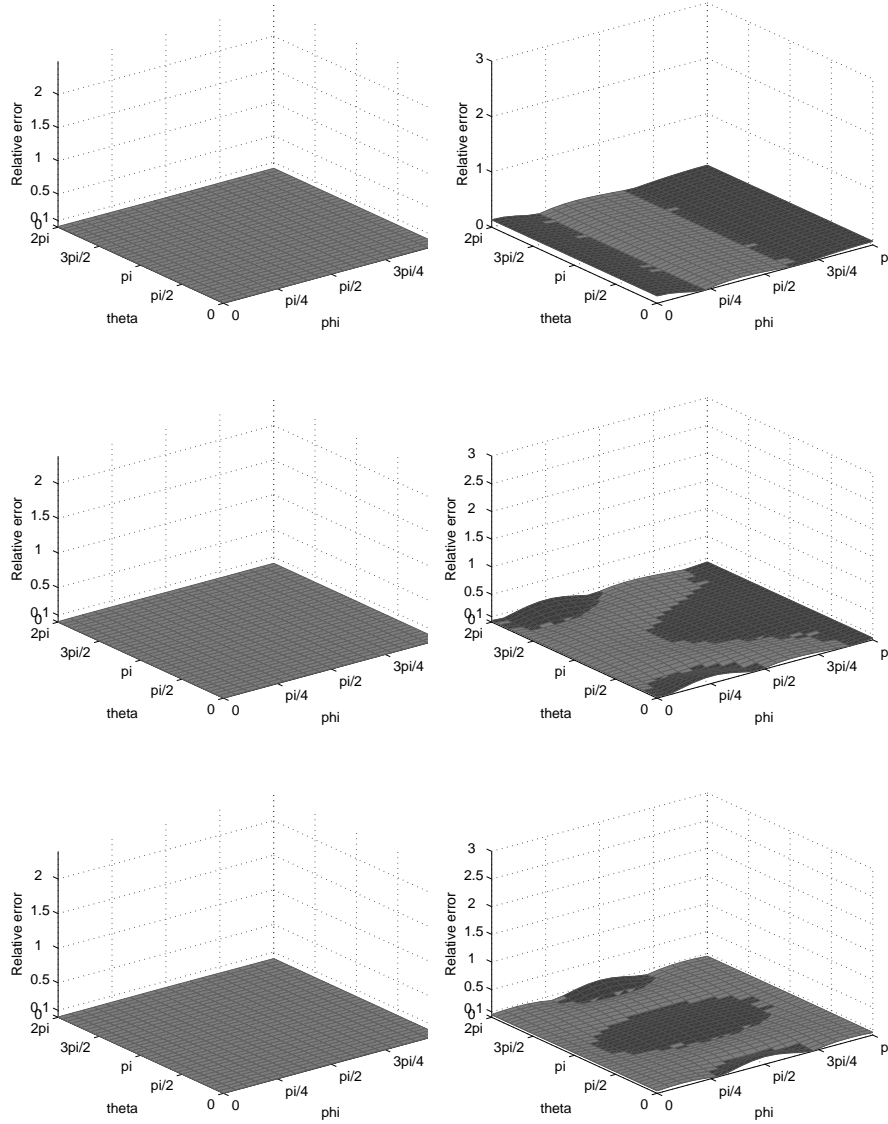 2
1.5
1
0.5
0.1
0
Relative error
2pi
3pi/2
pi
pi/2
0
theta
0
pi/4
pi/2
3pi/4
phi
3
2
1
0
Relative error
2pi
3pi/2
pi
pi/2
0
theta
0
pi/4
pi/2
3pi/4
p
phi
2
1.5
1
0.5
0.1
0
Relative error
2pi
3pi/2
pi
pi/2
0
theta
0
pi/4
pi/2
3pi/4
phi
3
2.5
2
1.5
1
0.5
0.1
0
Relative error
2pi
3pi/2
pi
pi/2
0
theta
0
pi/4
pi/2
3pi/4
p
phi
2
1.5
1
0.5
0.1
0
Relative error
2pi
3pi/2
pi
pi/2
0
theta
0
pi/4
pi/2
3pi/4
phi
3
2.5
2
1.5
1
0.5
0.1
0
Relative error
2pi
3pi/2
pi
pi/2
0
theta
0
pi/4
pi/2
3pi/4
p
phi